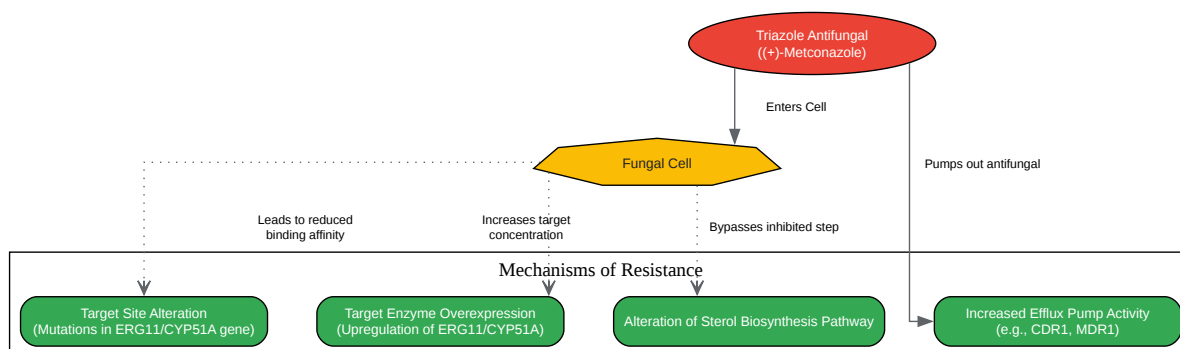 Triazole Antifungal
((+)-Metconazole)
Enters Cell
Fungal Cell
Pumps out antifungal
Leads to reduced
binding affinity
Increases target
concentration
Bypasses inhibited step
Mechanisms of Resistance
Target Site Alteration
(Mutations in ERG11/CYP51A gene)
Target Enzyme Overexpression
(Upregulation of ERG11/CYP51A)
Alteration of Sterol Biosynthesis Pathway
Increased Efflux Pump Activity
(e.g., CDR1, MDR1)